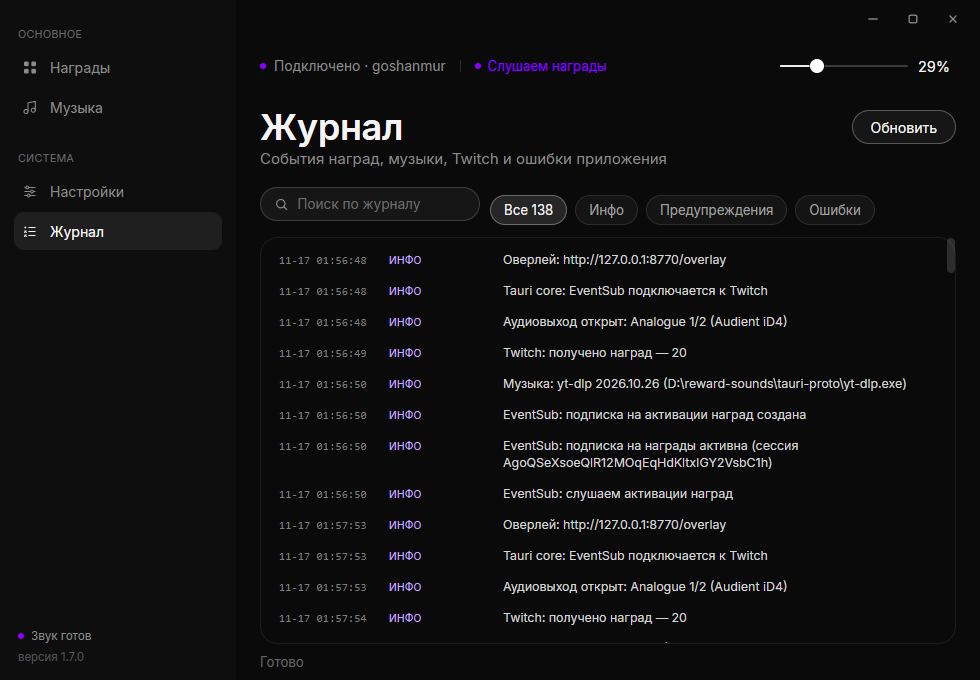 ОСНОВНОЕ
Награды
Музыка
СИСТЕМА
Настройки
Журнал
Звук готов
версия 1.7.0
Подключено · goshanmur
Слушаем награды
29%
Журнал
События наград, музыки, Twitch и ошибки приложения
Обновить
Поиск по журналу
Все 138
Инфо
Предупреждения
Ошибки
11-17 01:56:48 ИНФО Оверлей: http://127.0.0.1:8770/overlay
11-17 01:56:48 ИНФО Tauri core: EventSub подключается к Twitch
11-17 01:56:48 ИНФО Аудиовыход открыт: Analogue 1/2 (Audient iD4)
11-17 01:56:49 ИНФО Twitch: получено наград — 20
11-17 01:56:50 ИНФО Музыка: yt-dlp 2026.10.26 (D:\reward-sounds\tauri-proto\yt-dlp.exe)
11-17 01:56:50 ИНФО EventSub: подписка на активации наград создана
11-17 01:56:50 ИНФО EventSub: подписка на награды активна (сессия
AgoQSeXsoeQlR12MOqEqHdKltxIGY2VsbC1h)
11-17 01:56:50 ИНФО EventSub: слушаем активации наград
11-17 01:57:53 ИНФО Оверлей: http://127.0.0.1:8770/overlay
11-17 01:57:53 ИНФО Tauri core: EventSub подключается к Twitch
11-17 01:57:53 ИНФО Аудиовыход открыт: Analogue 1/2 (Audient iD4)
11-17 01:57:54 ИНФО Twitch: получено наград — 20
Готово